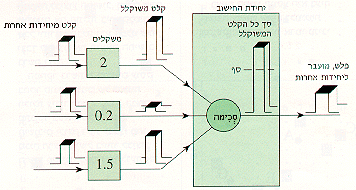 יחידת החישוב
קלט משוקלל
קלט מיחידות אחרות
משקלים
סך כל הקלט
המשוקלל
סף
2
0.2
סכימה
פלט, מועבר
ליחידות אחרות
1.5